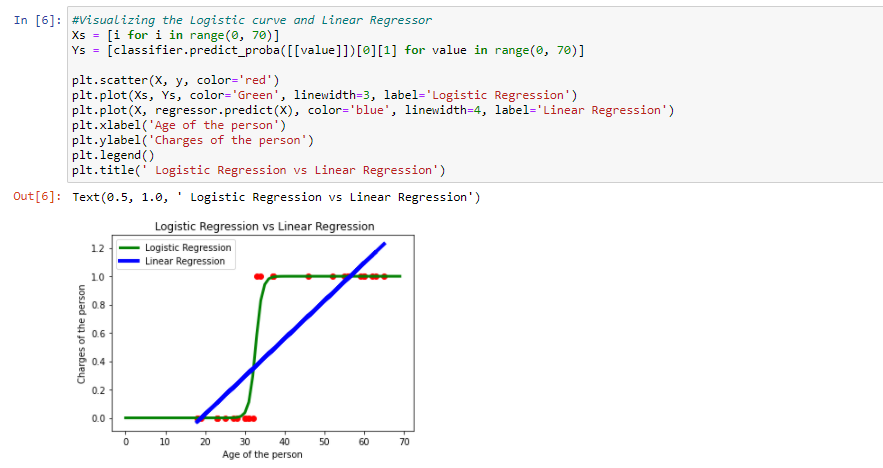 In [6]: #Visualizing the Logistic curve and Linear Regressor
Xs = [i for i in range(0, 70)]
Ys = [classifier.predict_proba([[value]])[0][1] for value in range(0, 70)]
plt.scatter(X, y, color='red')
plt.plot(Xs, Ys, color='Green', linewidth=3, label='Logistic Regression')
plt.plot(X, regressor.predict(X), color='blue', linewidth=4, label='Linear Regression')
plt.xlabel('Age of the person')
plt.ylabel('Charges of the person')
plt.legend()
plt.title(' Logistic Regression vs Linear Regression')
Out[6]: Text(0.5, 1.0, ' Logistic Regression vs Linear Regression')
Logistic Regression vs Linear Regression
Logistic Regression
Linear Regression
Charges of the person
1.2
1.0
0.8
0.6
0.4
0.2
0.0
0 10 20 30 40 50 60 70
Age of the person